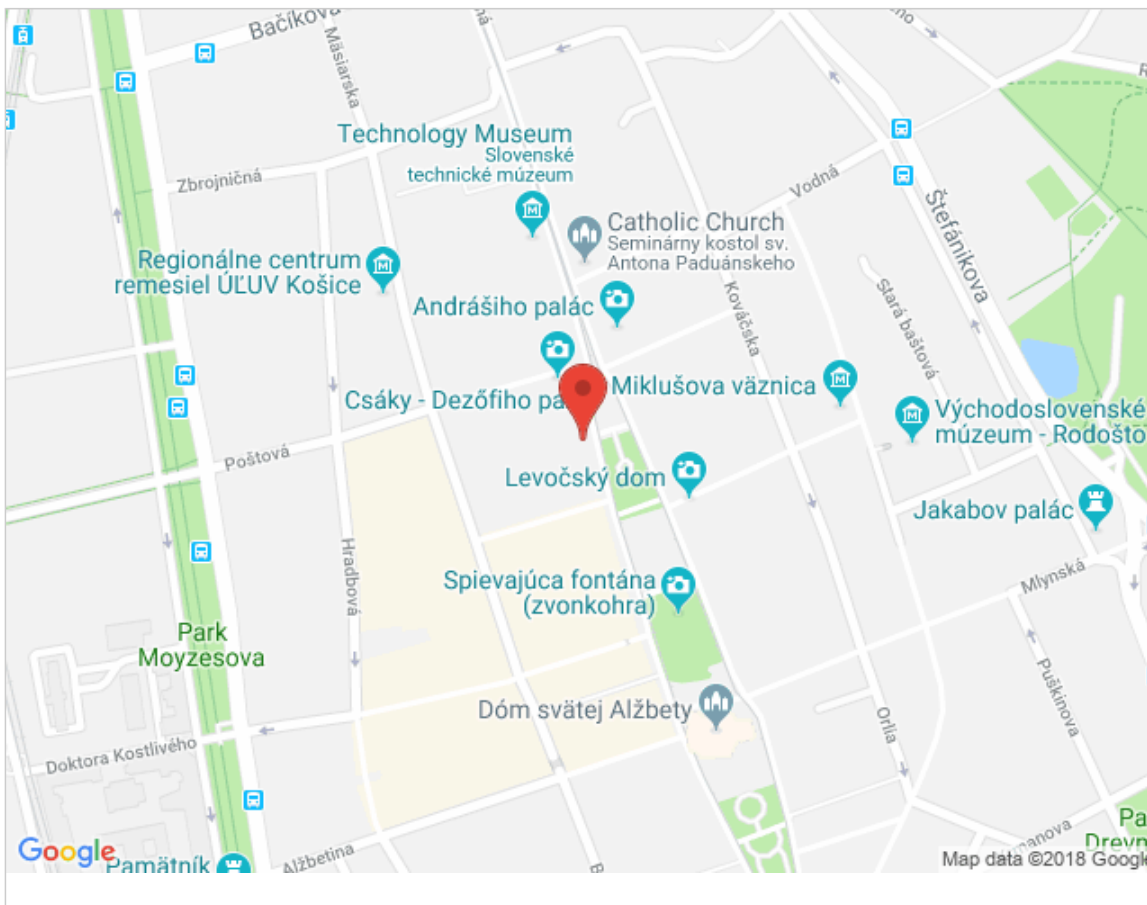 Bačíkova
Mäsiarska
Technology Museum
Slovenské
technické múzeum
Zbrojničná
Vodná
Štefánikova
Catholic Church
Seminárny kostol sv.
Antona Paduánskeho
Regionálne centrum
remesiel ÚĽUV Košice
Andrášiho palác
Kováčska
Stará baštová
Csáky - Dezőfiho pa
Miklušova väznica
Východoslovenské
múzeum - Rodošto
Poštová
Levočský dom
Jakabov palác
Hradbová
Spievajúca fontána
(zvonkohra)
Mlynská
Park
Moyzesova
Puškinova
Dóm svätej Alžbety
Orlia
Doktora Kostlivého
Alžbetina
Google
Pamätník
Map data ©2018 Google